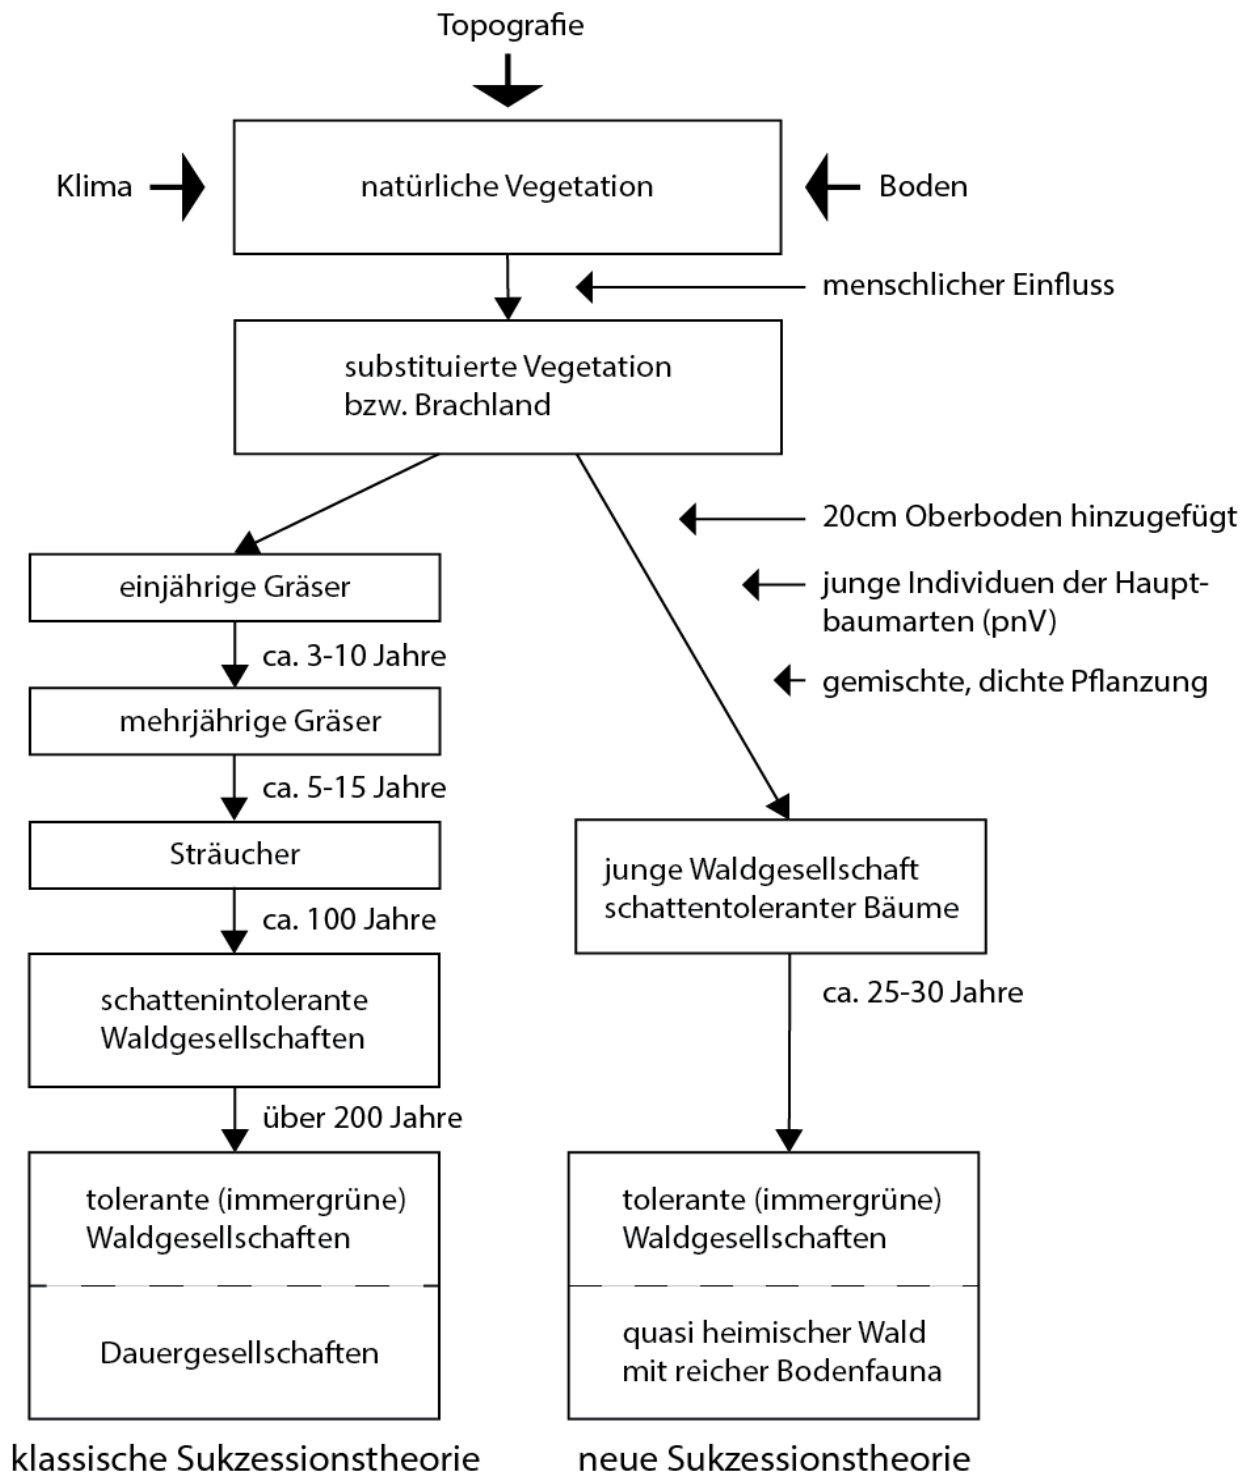 Topografie
Klima
natürliche Vegetation
Boden
menschlicher Einfluss
substituierte Vegetation
bzw. Brachland
20cm Oberboden hinzugefügt
junge Individuen der Haupt-
baumarten (pnV)
gemischte, dichte Pflanzung
einjährige Gräser
ca. 3-10 Jahre
mehrjährige Gräser
ca. 5-15 Jahre
Sträucher
ca. 100 Jahre
schattenintolerante
Waldgesellschaften
über 200 Jahre
tolerante (immergrüne)
Waldgesellschaften
Dauergesellschaften
klassische Sukzessionstheorie
junge Waldgesellschaft
schattentoleranter Bäume
ca. 25-30 Jahre
tolerante (immergrüne)
Waldgesellschaften
quasi heimischer Wald
mit reicher Bodenfauna
neue Sukzessionstheorie